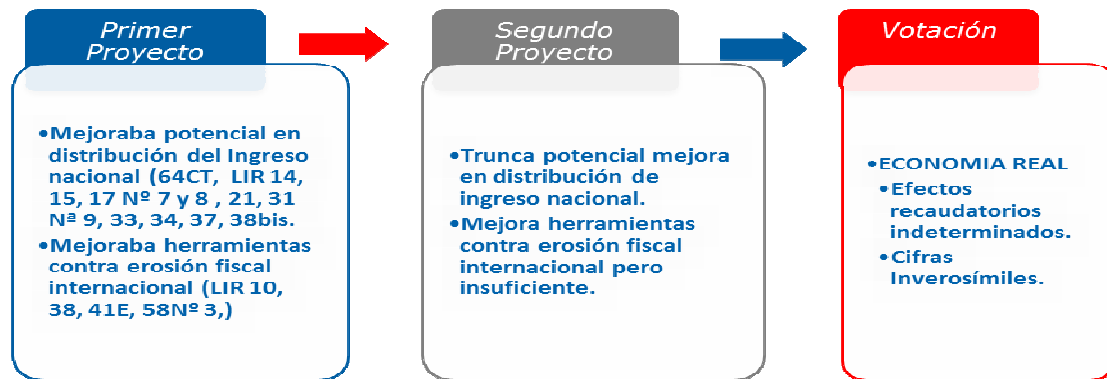 Primer
Proyecto
•Mejoraba potencial en
distribución del Ingreso
nacional (64CT, LIR 14,
15, 17 Nº 7 y 8 , 21, 31
Nª 9, 33, 34, 37, 38bis.
•Mejoraba herramientas
contra erosión fiscal
internacional (LIR 10,
38, 41E, 58Nº 3,)
Segundo
Proyecto
•Trunca potencial mejora
en distribución de
ingreso nacional.
•Mejora herramientas
contra erosión fiscal
internacional pero
insuficiente.
Votación
•ECONOMIA REAL
•Efectos
recaudatorios
indeterminados.
•Cifras
Inverosímiles.